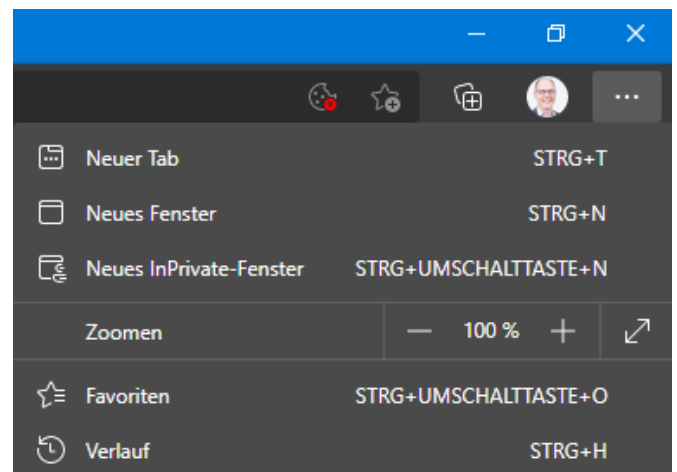 Neuer Tab STRG+T
Neues Fenster STRG+N
Neues InPrivate-Fenster STRG+UMSCHALTTASTE+N
Zoomen — 100 % +
Favoriten STRG+UMSCHALTTASTE+O
Verlauf STRG+H